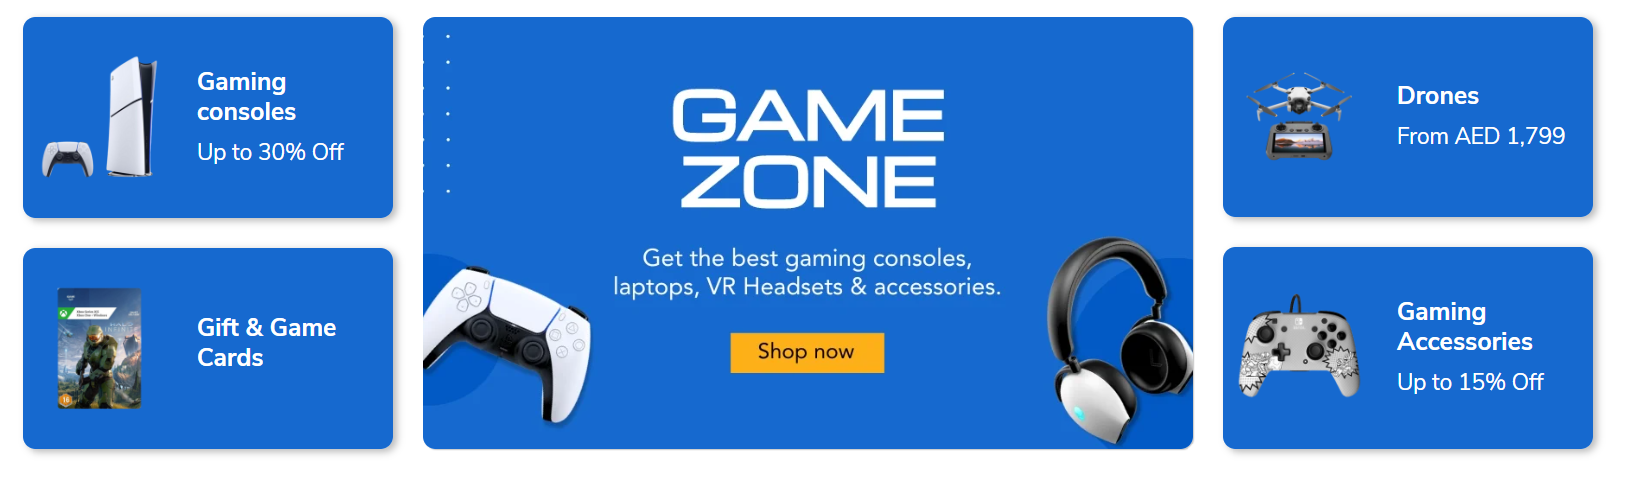 Gaming
consoles
Up to 30% Off
Gift & Game
Cards
GAME
ZONE
Get the best gaming consoles,
laptops, VR Headsets & accessories.
Shop now
Drones
From AED 1,799
Gaming
Accessories
Up to 15% Off